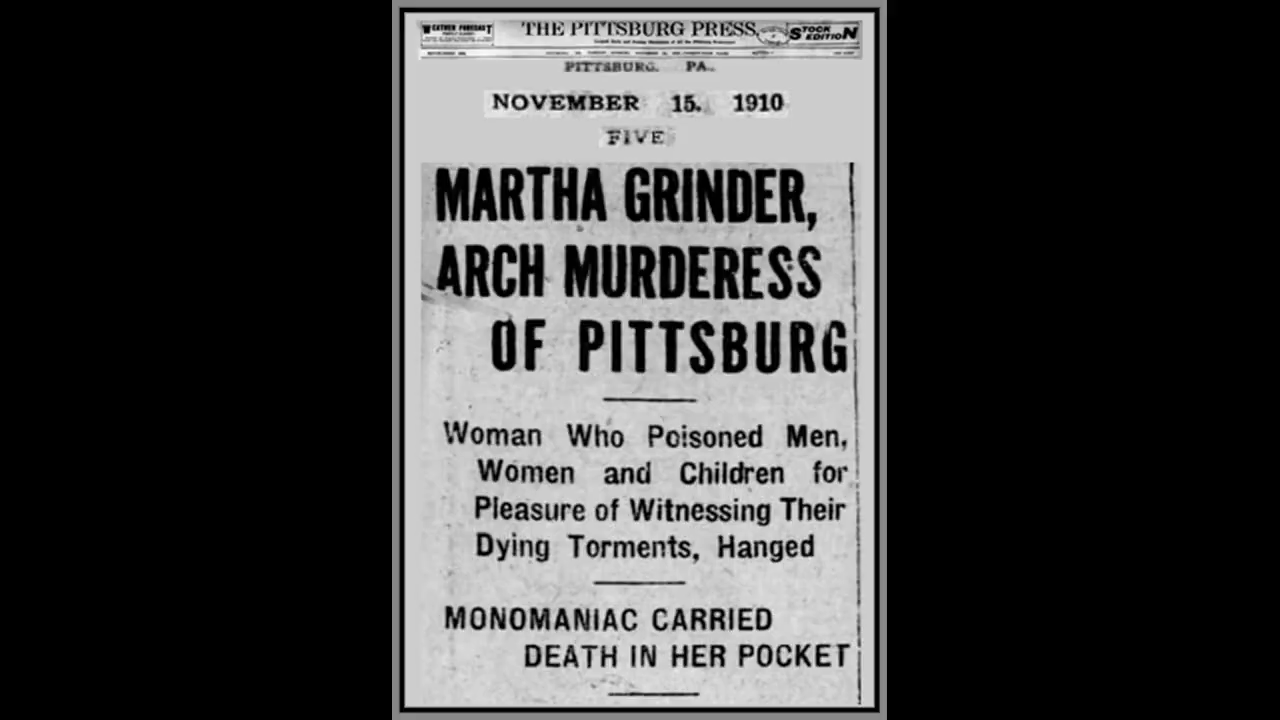 WEATHER FORECAST
THE PITTSBURG PRESS
STOCK EDITION
PITTSBURG, PA.
NOVEMBER 15. 1910
FIVE
MARTHA GRINDER,
ARCH MURDERESS
OF PITTSBURG
Woman Who Poisoned Men,
Women and Children for
Pleasure of Witnessing Their
Dying Torments, Hanged
MONOMANIAC CARRIED
DEATH IN HER POCKET